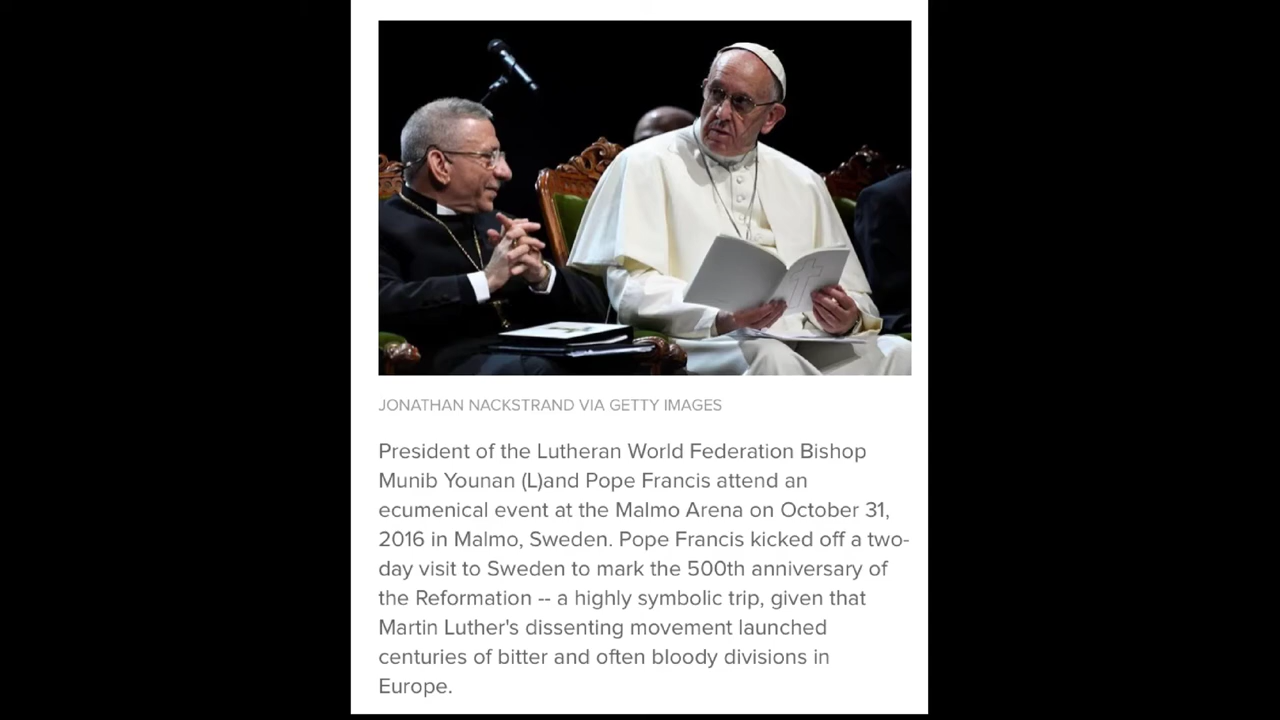 JONATHAN NACKSTRAND VIA GETTY IMAGES
President of the Lutheran World Federation Bishop
Munib Younan (L)and Pope Francis attend an
ecumenical event at the Malmo Arena on October 31,
2016 in Malmo, Sweden. Pope Francis kicked off a two-
day visit to Sweden to mark the 500th anniversary of
the Reformation -- a highly symbolic trip, given that
Martin Luther's dissenting movement launched
centuries of bitter and often bloody divisions in
Europe.